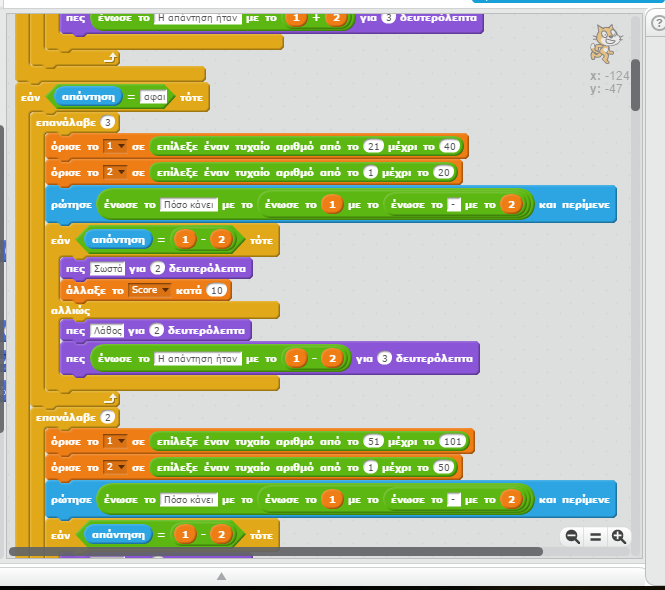 πες ένωσε το Η απάντηση ήταν με το 1 + 2 για 3 δευτερόλεπτα
εάν απάντηση = αφαι τότε
επανάλαβε 3
όρισε το 1 σε επίλεξε έναν τυχαίο αριθμό από το 21 μέχρι το 40
όρισε το 2 σε επίλεξε έναν τυχαίο αριθμό από το 1 μέχρι το 20
ρώτησε ένωσε το Πόσο κάνει με το ένωσε το 1 με το ένωσε το - με το 2 και περίμενε
εάν απάντηση = 1 - 2 τότε
πες Σωστά για 2 δευτερόλεπτα
άλλαξε το Score κατά 10
αλλιώς
πες Λάθος για 2 δευτερόλεπτα
πες ένωσε το Η απάντηση ήταν με το 1 - 2 για 3 δευτερόλεπτα
επανάλαβε 2
όρισε το 1 σε επίλεξε έναν τυχαίο αριθμό από το 51 μέχρι το 101
όρισε το 2 σε επίλεξε έναν τυχαίο αριθμό από το 1 μέχρι το 50
ρώτησε ένωσε το Πόσο κάνει με το ένωσε το 1 με το ένωσε το - με το 2 και περίμενε
εάν απάντηση = 1 - 2 τότε
x: -124
y: -47
?